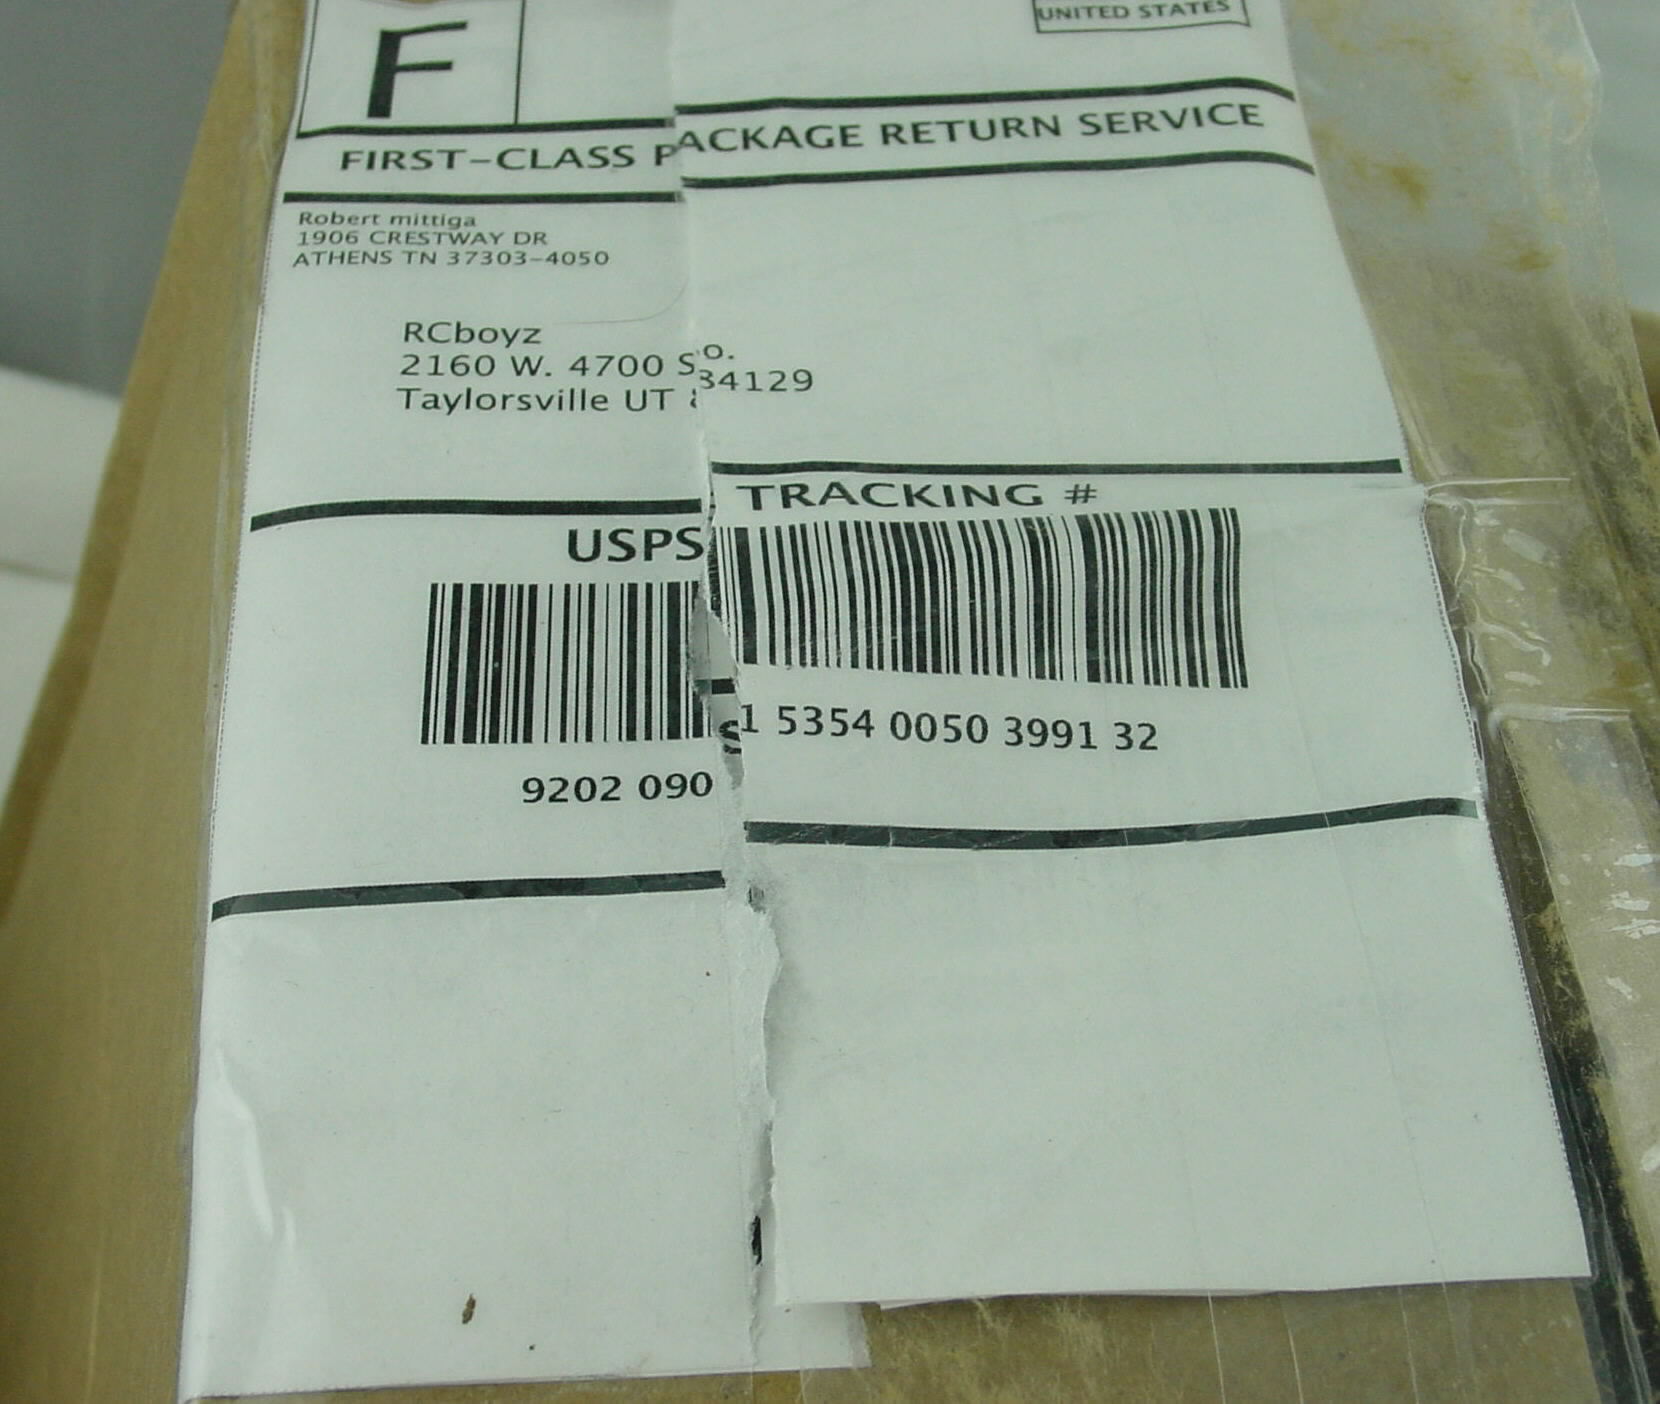 UNITED STATES
F
FIRST-CLASS PACKAGE RETURN SERVICE
Robert mittiga
1906 CRESTWAY DR
ATHENS TN 37303-4050
RCboyz
2160 W. 4700 So.
Taylorsville UT 84129
USPS TRACKING #
9202 090 1 5354 0050 3991 32